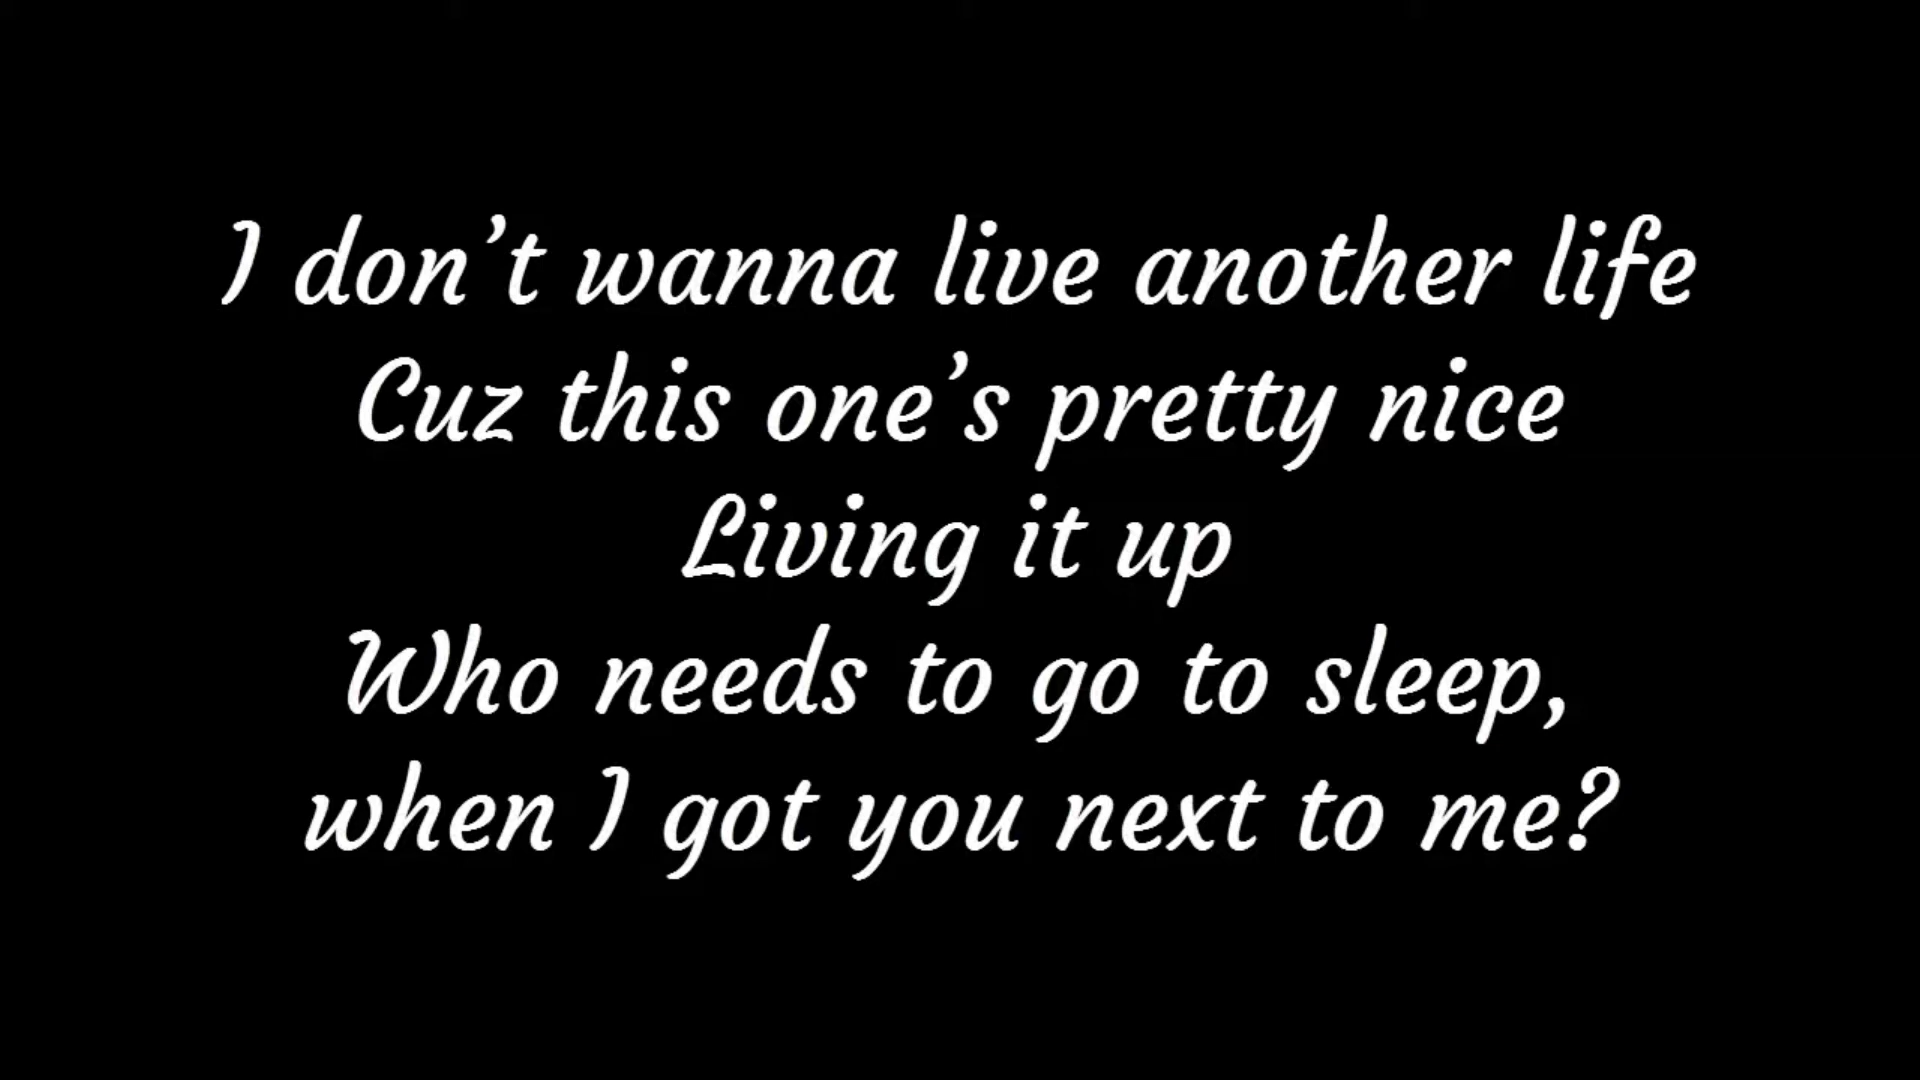 I don’t wanna live another life
Cuz this one’s pretty nice
Living it up
Who needs to go to sleep,
when I got you next to me?